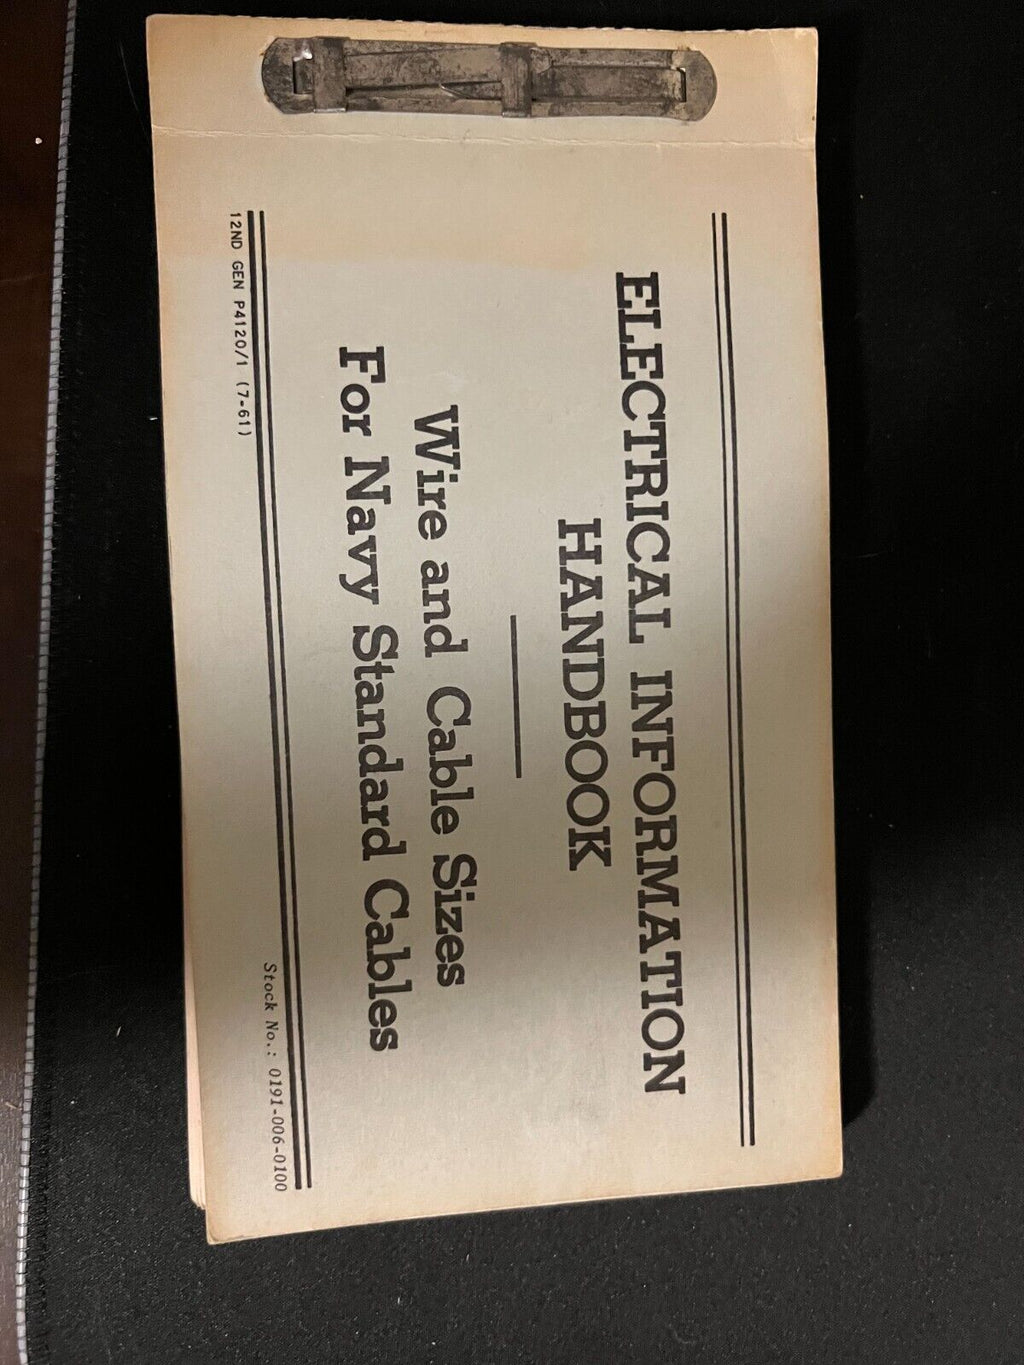 ELECTRICAL INFORMATION
HANDBOOK
Wire and Cable Sizes
For Navy Standard Cables
12ND GEN P4120/1 (7-61)
Stock No.: 0191-006-0100